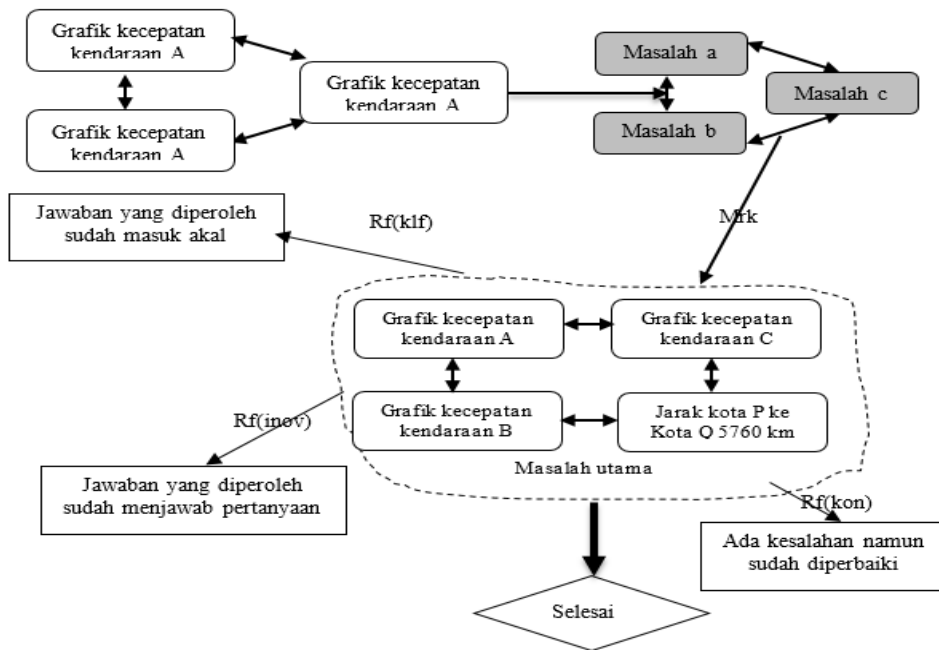 Grafik kecepatan
kendaraan A
Grafik kecepatan
kendaraan A
Grafik kecepatan
kendaraan A
Masalah a
Masalah b
Masalah c
Jawaban yang diperoleh
sudah masuk akal
Rf(klf)
Mrk
Grafik kecepatan
kendaraan A
Grafik kecepatan
kendaraan C
Grafik kecepatan
kendaraan B
Jarak kota P ke
Kota Q 5760 km
Masalah utama
Rf(inov)
Jawaban yang diperoleh
sudah menjawab pertanyaan
Rf(kon)
Ada kesalahan namun
sudah diperbaiki
Selesai